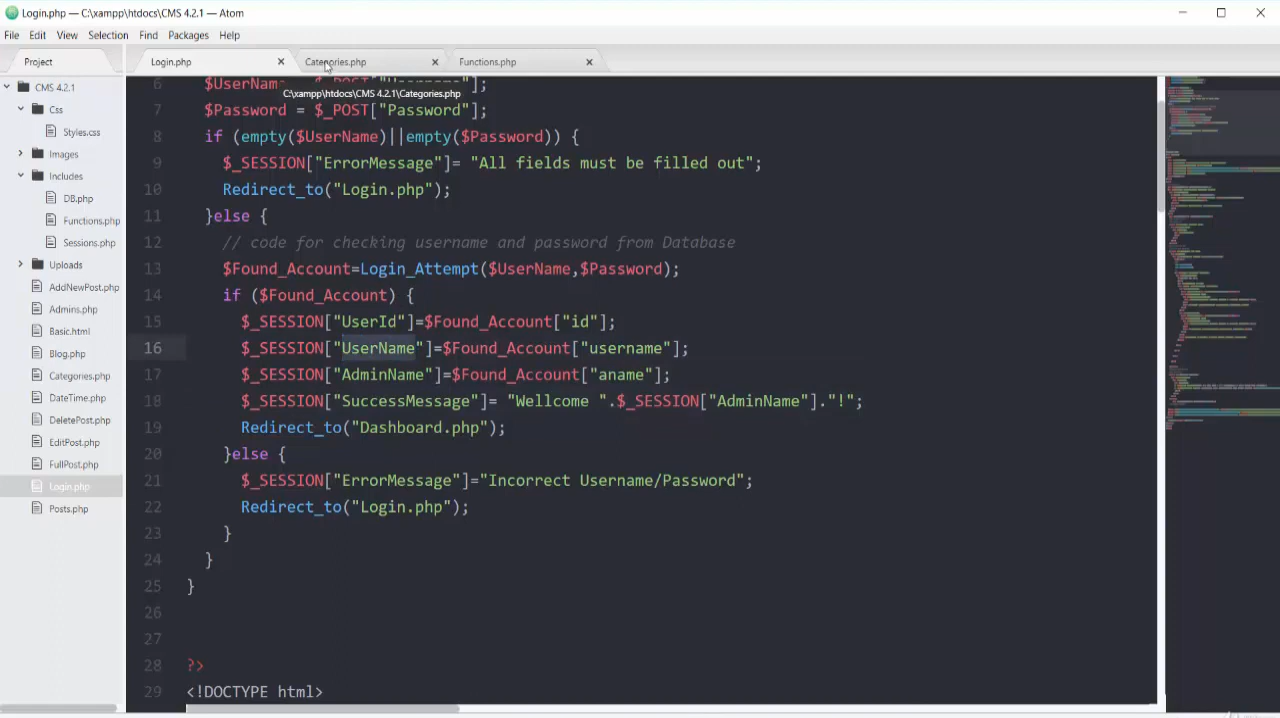 Login.php — C:\xampp\htdocs\CMS 4.2.1 — Atom
File Edit View Selection Find Packages Help
Project
Login.php
Categories.php
Functions.php
C:\xampp\htdocs\CMS 4.2.1\Categories.php
CMS 4.2.1
Css
Styles.css
Images
Includes
DB.php
Functions.php
Sessions.php
Uploads
AddNewPost.php
Admins.php
Basic.html
Blog.php
Categories.php
DateTime.php
DeletePost.php
EditPost.php
FullPost.php
Login.php
Posts.php
6 $UserName = $_POST["Username"];
7 $Password = $_POST["Password"];
8 if (empty($UserName)||empty($Password)) {
9 $_SESSION["ErrorMessage"]= "All fields must be filled out";
10 Redirect_to("Login.php");
11 }else {
12 // code for checking username and password from Database
13 $Found_Account=Login_Attempt($UserName,$Password);
14 if ($Found_Account) {
15 $_SESSION["UserId"]=$Found_Account["id"];
16 $_SESSION["UserName"]=$Found_Account["username"];
17 $_SESSION["AdminName"]=$Found_Account["aname"];
18 $_SESSION["SuccessMessage"] = "Wellcome ".$_SESSION["AdminName"]."!";
19 Redirect_to("Dashboard.php");
20 }else {
21 $_SESSION["ErrorMessage"]="Incorrect Username/Password";
22 Redirect_to("Login.php");
23 }
24 }
25 }
26
27
28 ?>
29 <!DOCTYPE html>